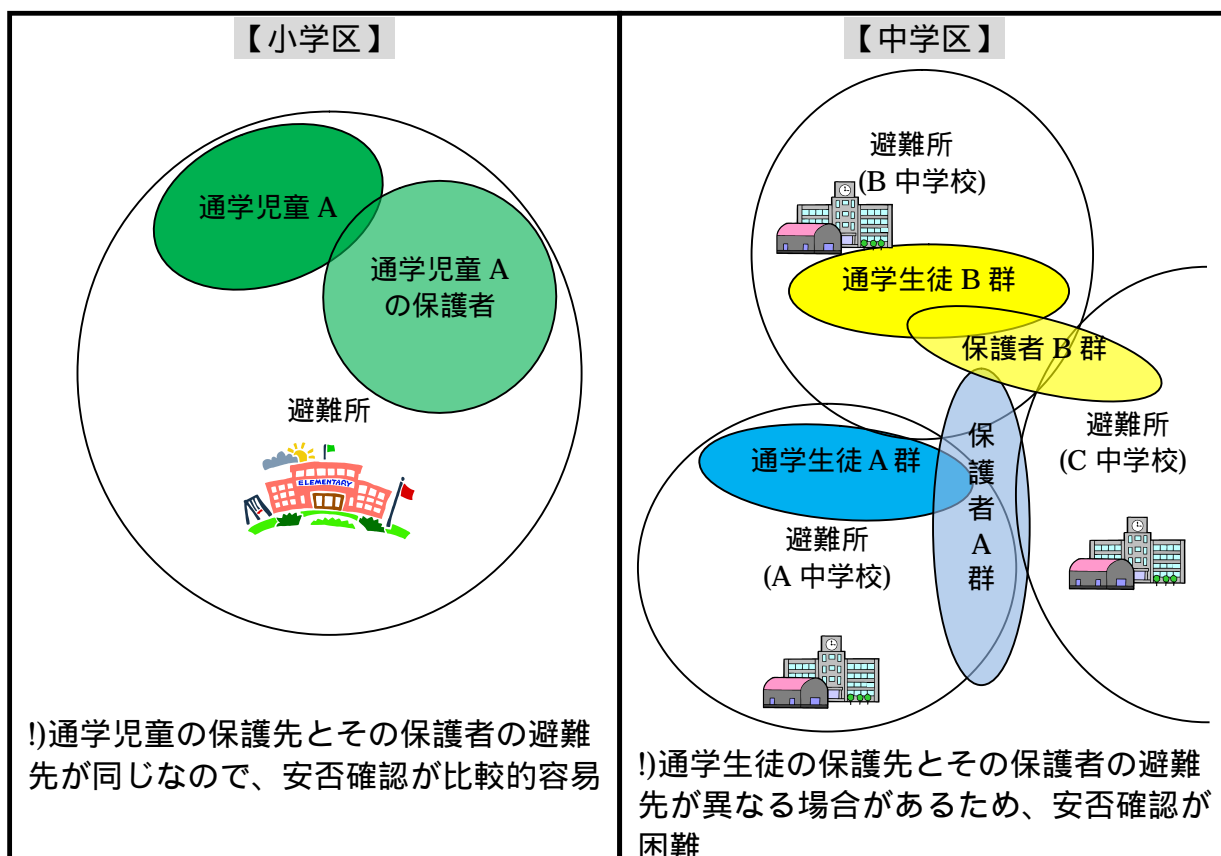 【小学区】
通学児童 A
通学児童 A
の保護者
避難所
ELEMENTARY
!)通学児童の保護先とその保護者の避難
先が同じなので、安否確認が比較的容易
【中学区】
避難所
(B 中学校)
通学生徒 B 群
保護者 B 群
避難所
(C 中学校)
通学生徒 A 群
保
護
者
A
群
避難所
(A 中学校)
!)通学生徒の保護先とその保護者の避難
先が異なる場合があるため、安否確認が
困難